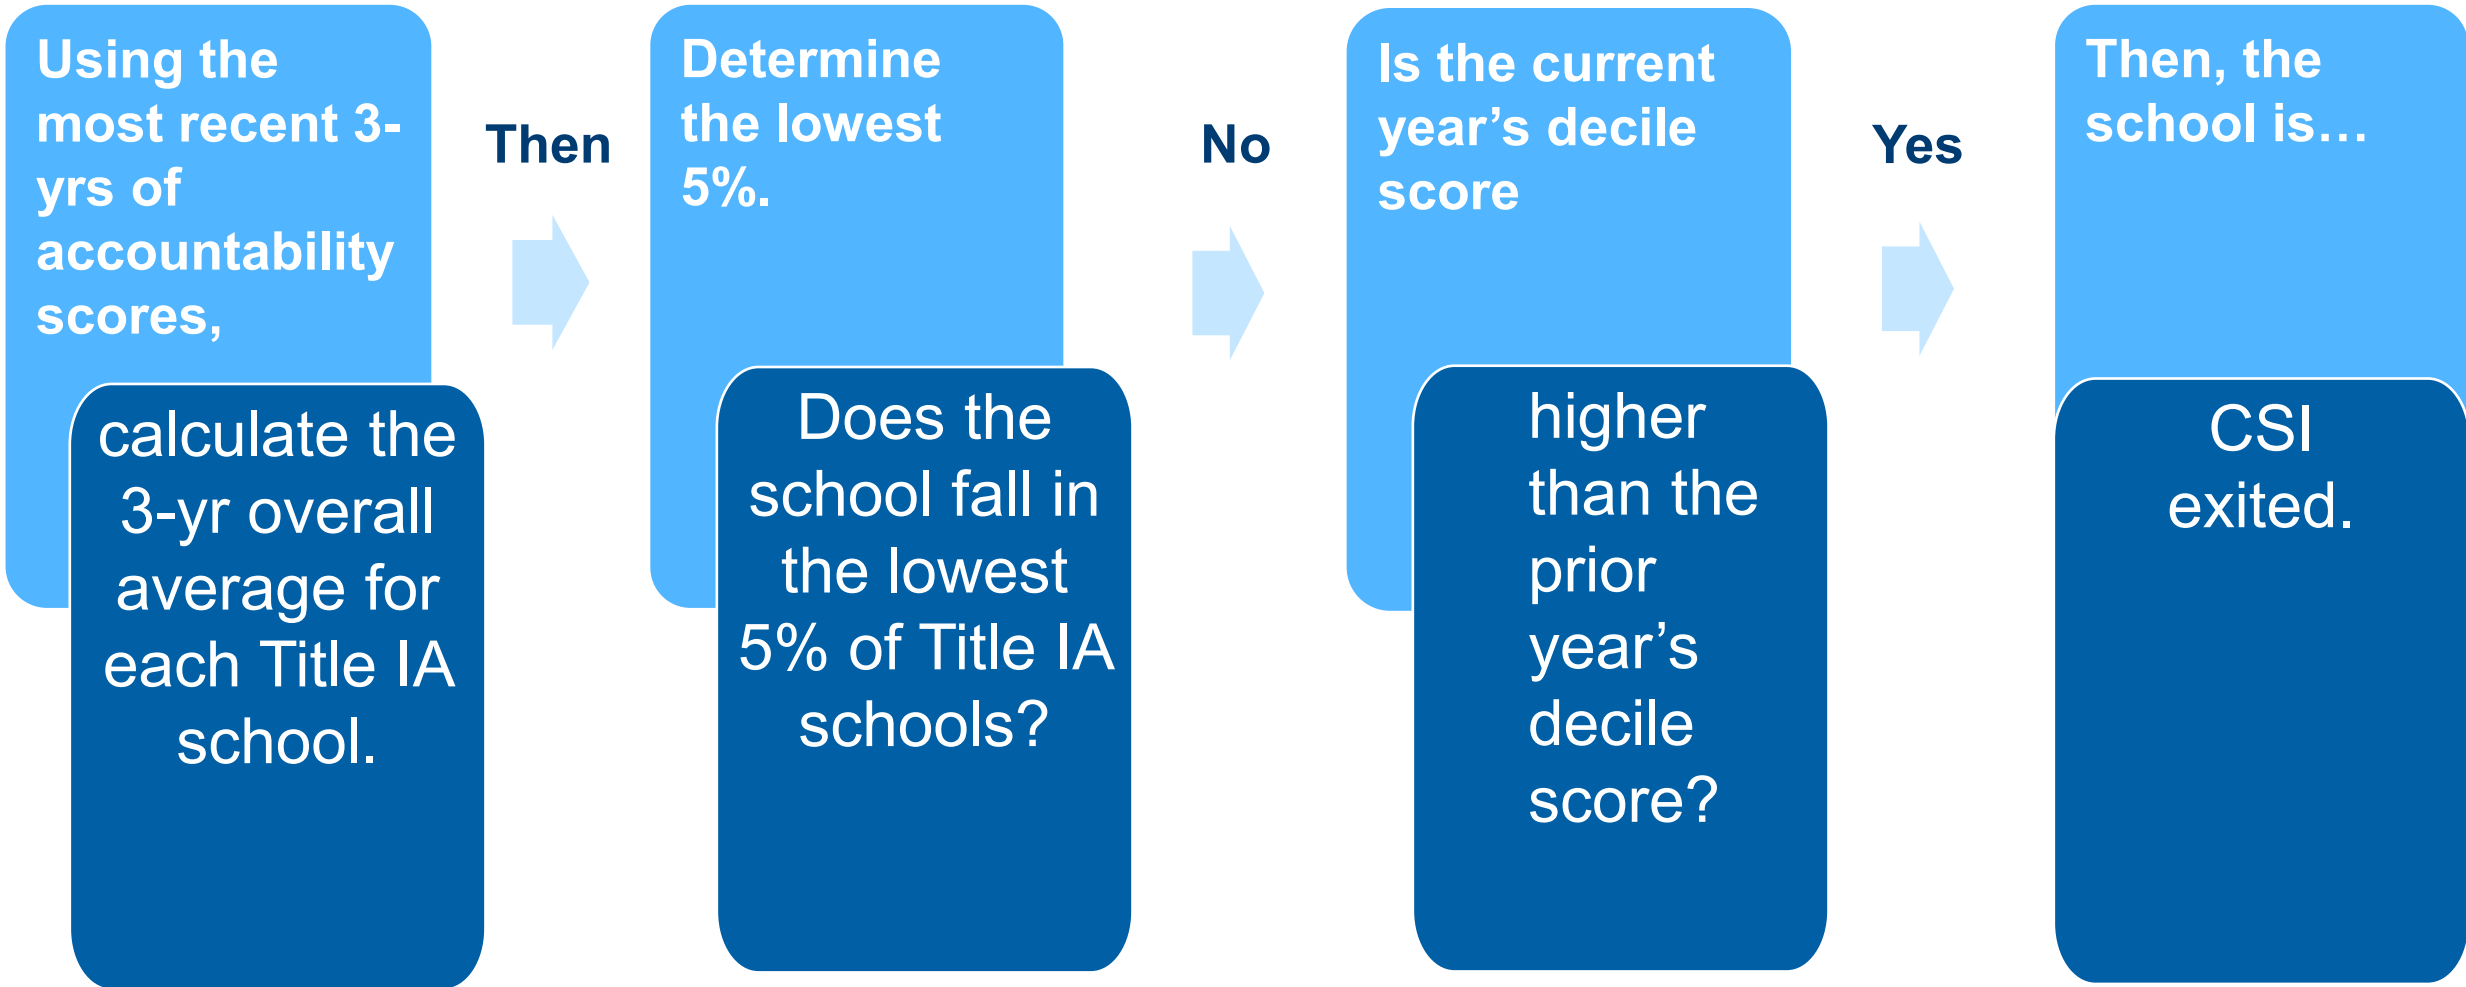 Using the
most recent 3-
yrs of
accountability
scores,
calculate the
3-yr overall
average for
each Title IA
school.
Then
Determine
the lowest
5%.
Does the
school fall in
the lowest
5% of Title IA
schools?
No
Is the current
year’s decile
score
higher
than the
prior
year’s
decile
score?
Yes
Then, the
school is…
CSI
exited.